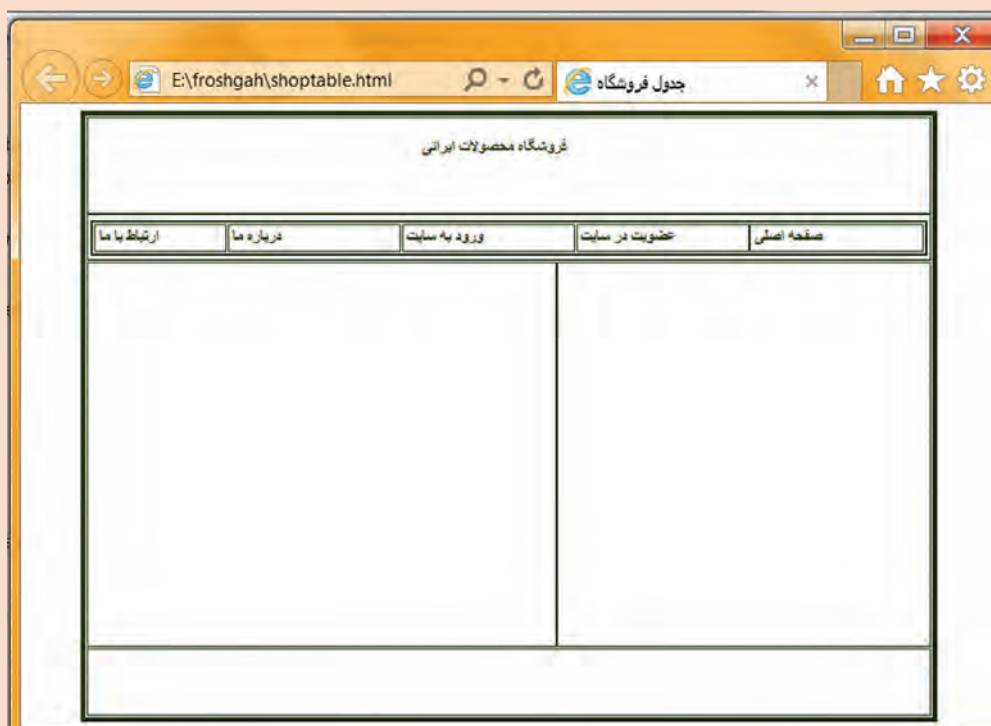 E:\froshgah\shoptable.html
جدول فروشگاه
فروشگاه محصولات ایرانی
صفحه اصلی
عضویت در سایت
ورود به سایت
درباره ما
ارتباط با ما